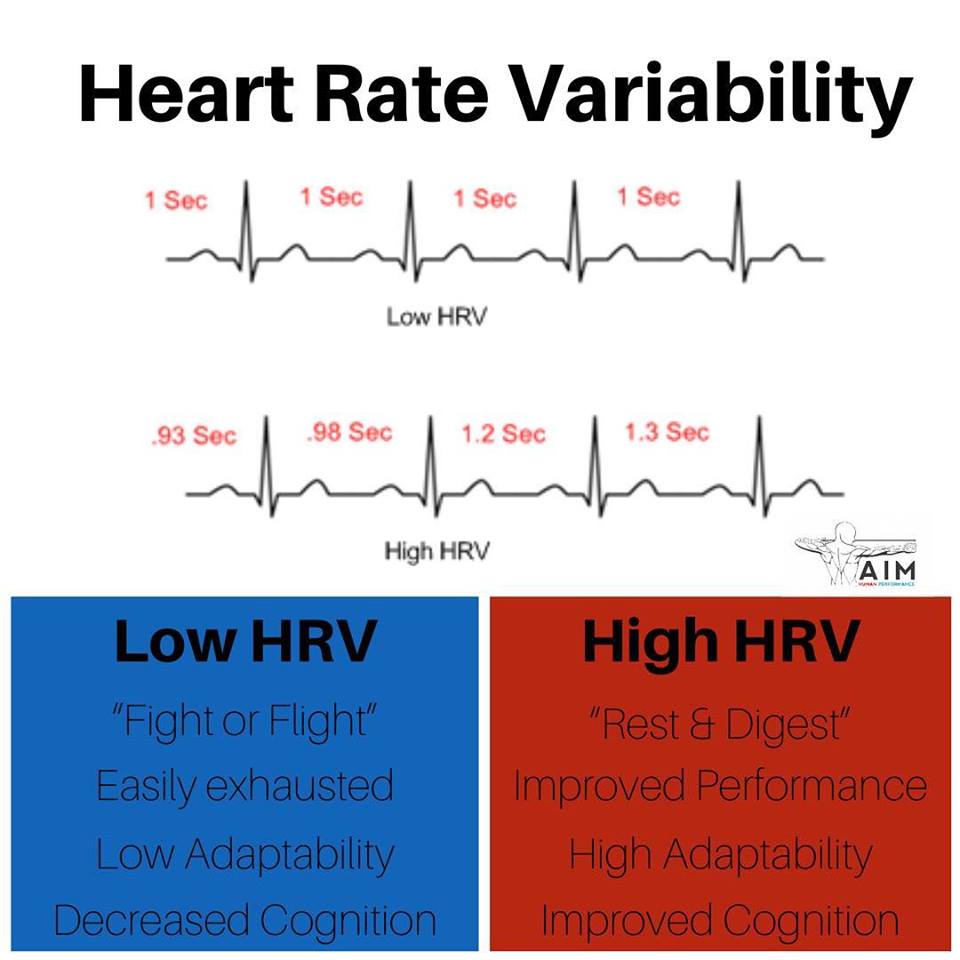 Heart Rate Variability
1 Sec 1 Sec 1 Sec 1 Sec
Low HRV
.93 Sec .98 Sec 1.2 Sec 1.3 Sec
High HRV
AIM
HUMAN PERFORMANCE
Low HRV
“Fight or Flight”
Easily exhausted
Low Adaptability
Decreased Cognition
High HRV
“Rest & Digest”
Improved Performance
High Adaptability
Improved Cognition